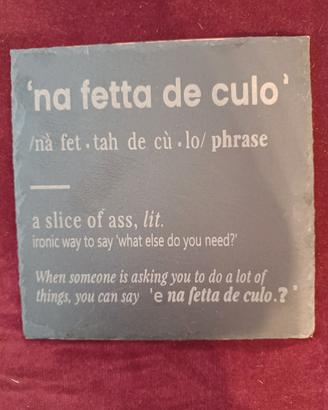 'na fetta de culo'
/nà fet • tah de cù • lo/ phrase
a slice of ass, lit.
ironic way to say 'what else do you need?'
When someone is asking you to do a lot of
things, you can say 'e na fetta de culo.?"